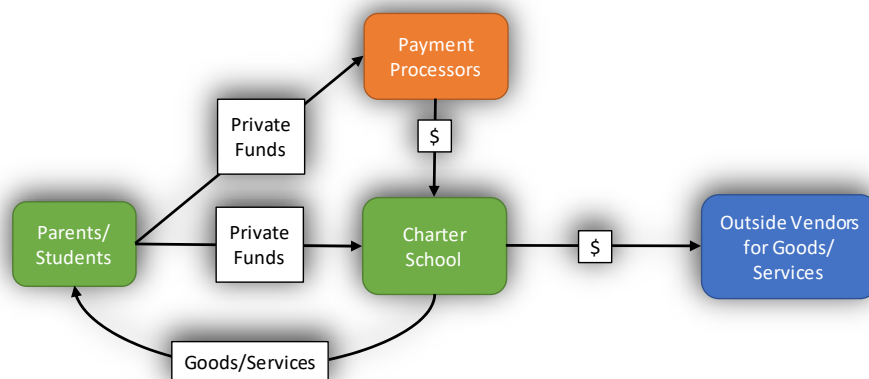 Payment
Processors
Private
Funds
$
Parents/
Students
Private
Funds
Charter
School
$
Outside Vendors
for Goods/
Services
Goods/Services